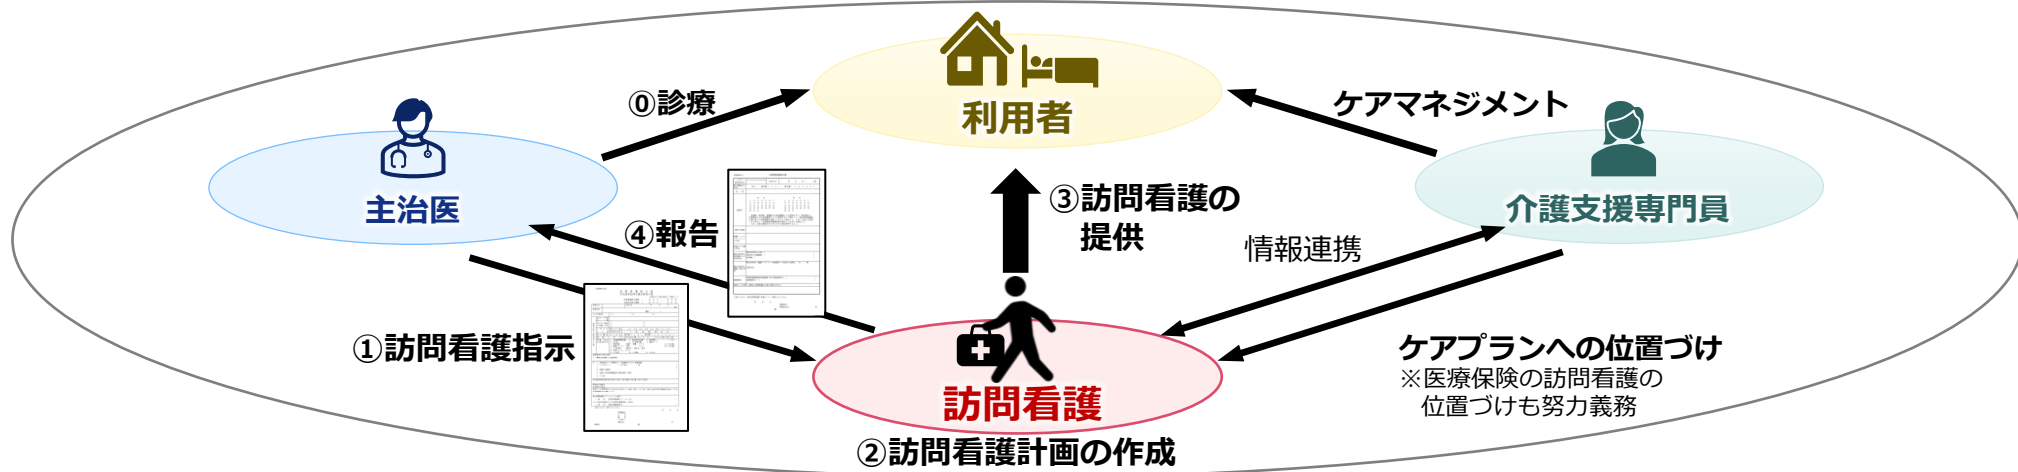 ⓪診療
利用者
ケアマネジメント
主治医
介護支援専門員
④報告
③訪問看護の
提供
情報連携
①訪問看護指示
訪問看護
②訪問看護計画の作成
ケアプランへの位置づけ
※医療保険の訪問看護の
位置づけも努力義務